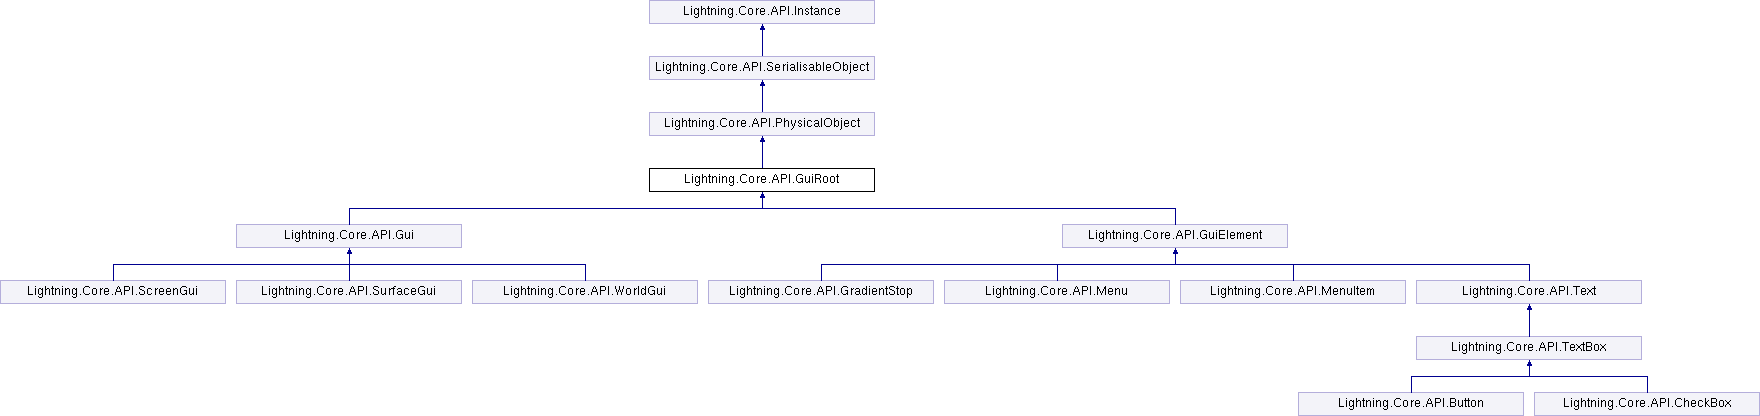 Lightning.Core.API.Instance
Lightning.Core.API.SerialisableObject
Lightning.Core.API.PhysicalObject
Lightning.Core.API.GuiRoot
Lightning.Core.API.Gui
Lightning.Core.API.GuiElement
Lightning.Core.API.ScreenGui
Lightning.Core.API.SurfaceGui
Lightning.Core.API.WorldGui
Lightning.Core.API.GradientStop
Lightning.Core.API.Menu
Lightning.Core.API.MenuItem
Lightning.Core.API.Text
Lightning.Core.API.TextBox
Lightning.Core.API.Button
Lightning.Core.API.CheckBox